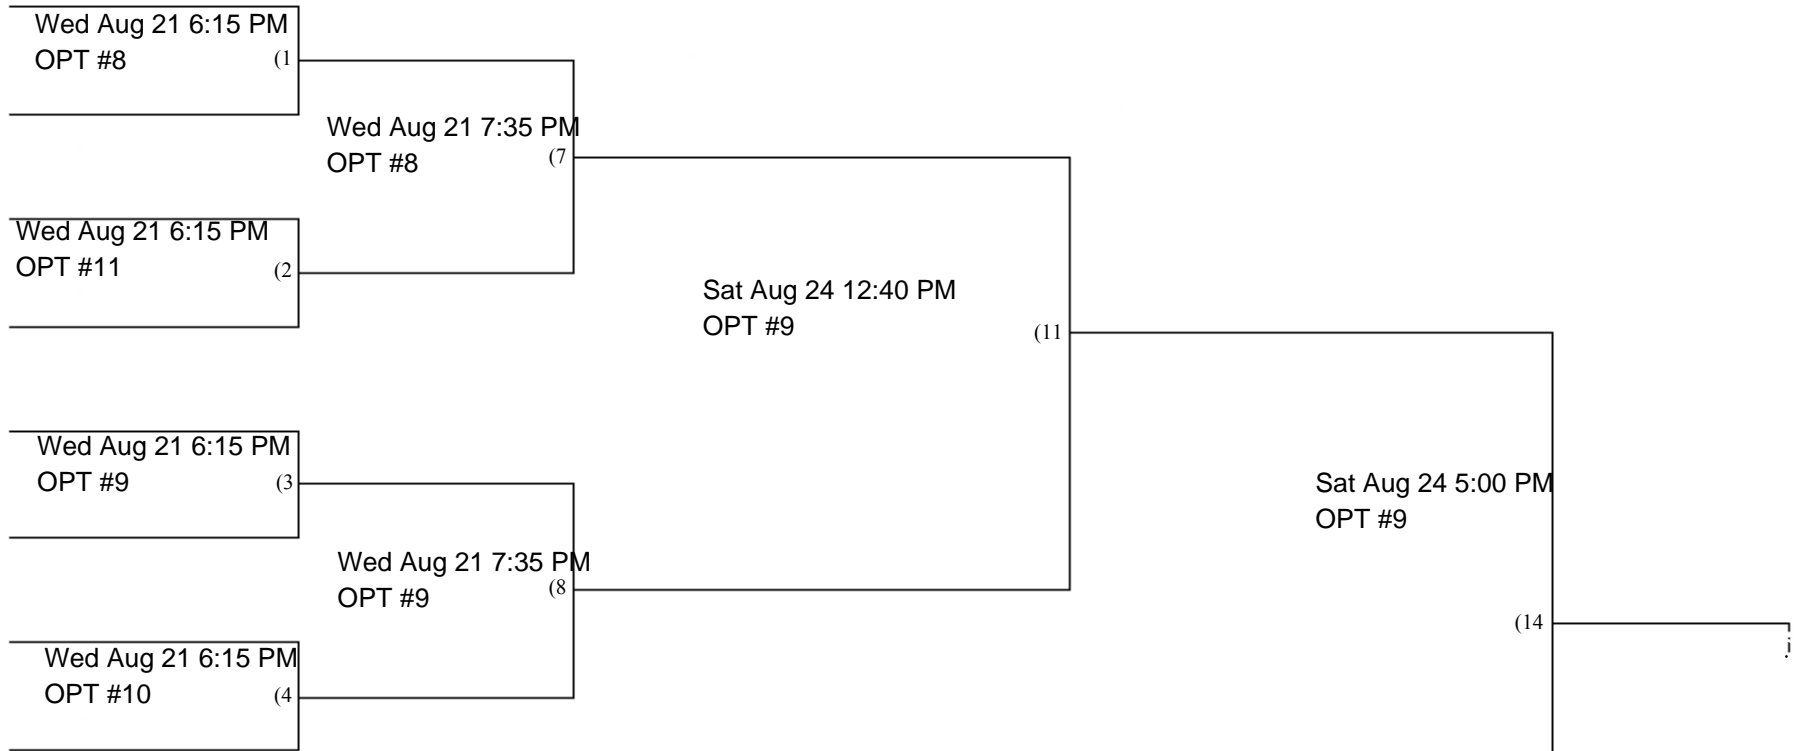 Wed Aug 21 6:15 PM
OPT #8
(1
Wed Aug 21 7:35 PM
OPT #8
(7
Wed Aug 21 6:15 PM
OPT #11
(2
Sat Aug 24 12:40 PM
OPT #9
(11
Wed Aug 21 6:15 PM
OPT #9
(3
Sat Aug 24 5:00 PM
OPT #9
Wed Aug 21 7:35 PM
OPT #9
(8
(14
Wed Aug 21 6:15 PM
OPT #10
(4